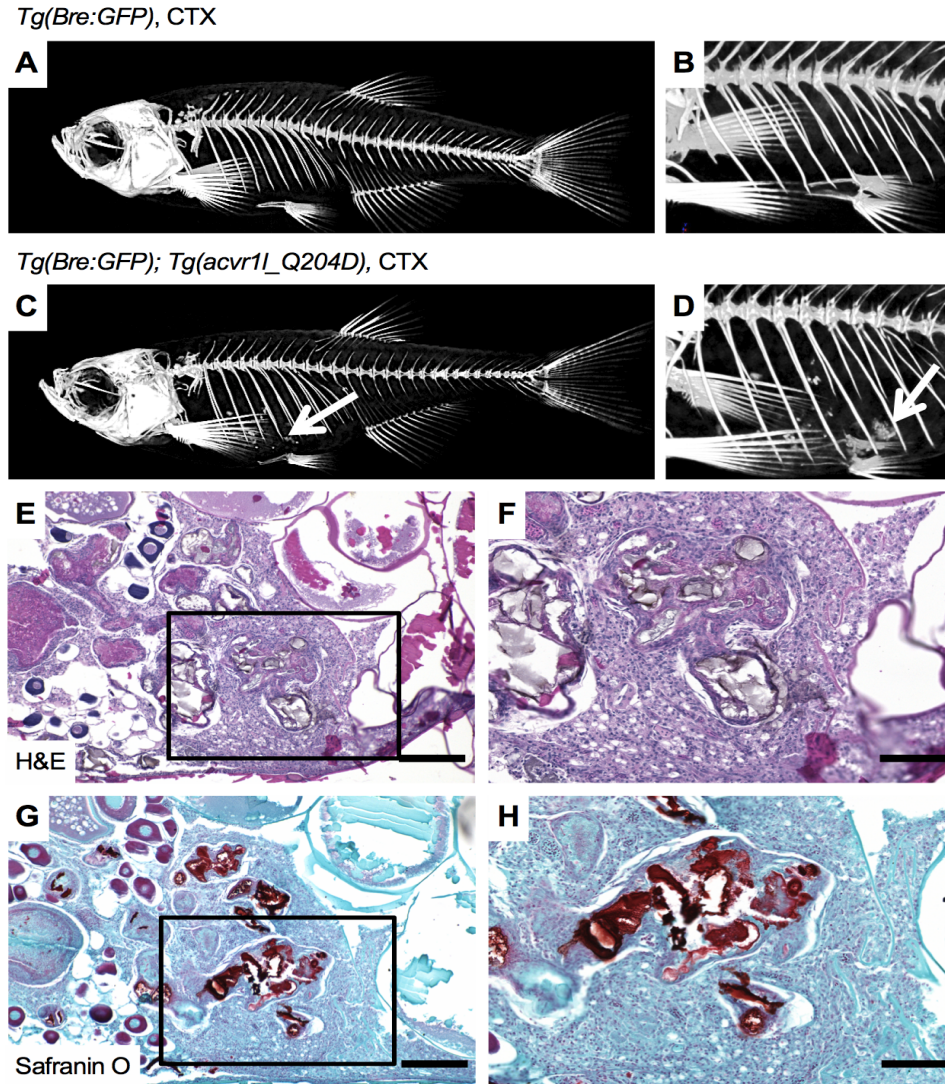 Tg(Bre:GFP), CTX
A
B
Tg(Bre:GFP); Tg(acvr1l_Q204D), CTX
C
D
E
F
H&E
G
H
Safranin O